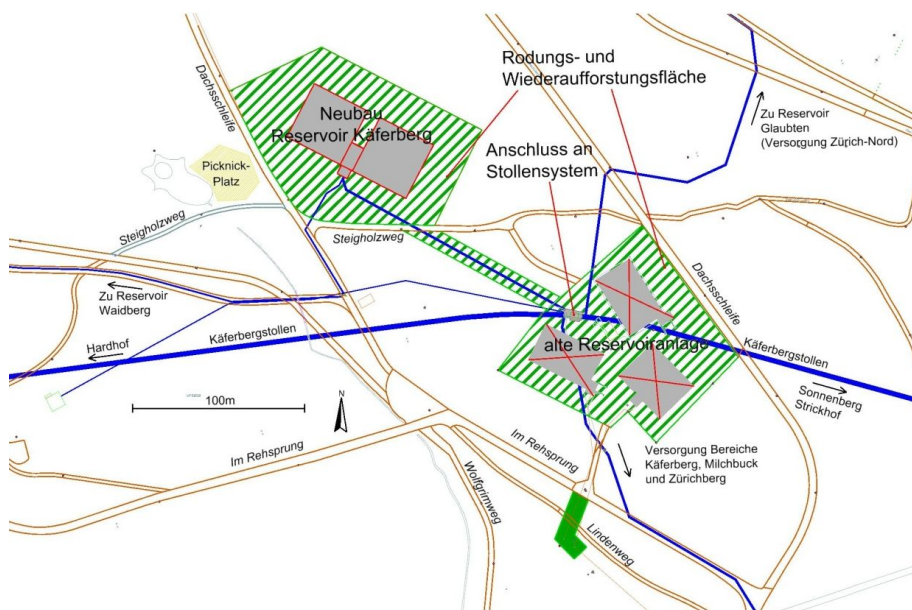 Dachsschleife
Rodungs- und
Wiederaufforstungsfläche
Neubau
Reservoir Käferberg
Zu Reservoir
Glaubten
(Versorgung Zürich-Nord)
Anschluss an
Stollensystem
Picknick-
Platz
Steigholzweg
Steigholzweg
Dachsschleife
Zu Reservoir
Waidberg
Hardhof
Käferbergstollen
alte Reservoiranlage
Käferbergstollen
Sonnenberg
Strickhof
100m
N
Im Rehsprung
Wolfgrimweg
Im Rehsprung
Versorgung Bereiche
Käferberg, Milchbuck
und Zürichberg
Lindenweg